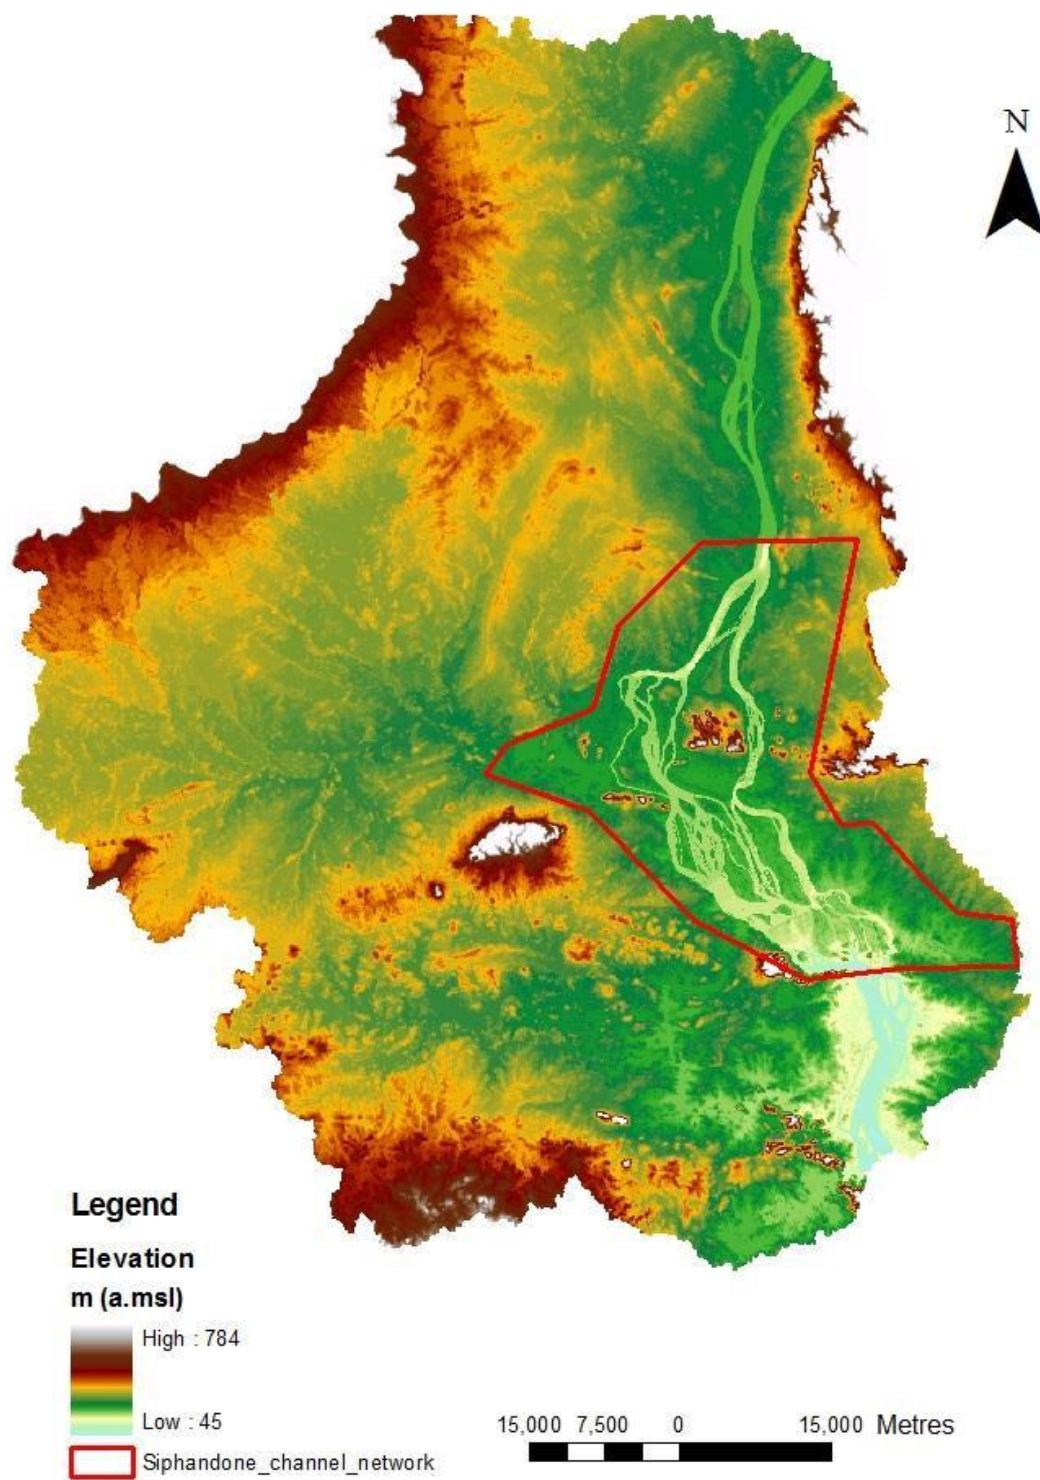 N
Legend
Elevation
m (a.msl)
High : 784
Low : 45
Siphandone_channel_network
15,000 7,500 0 15,000 Metres